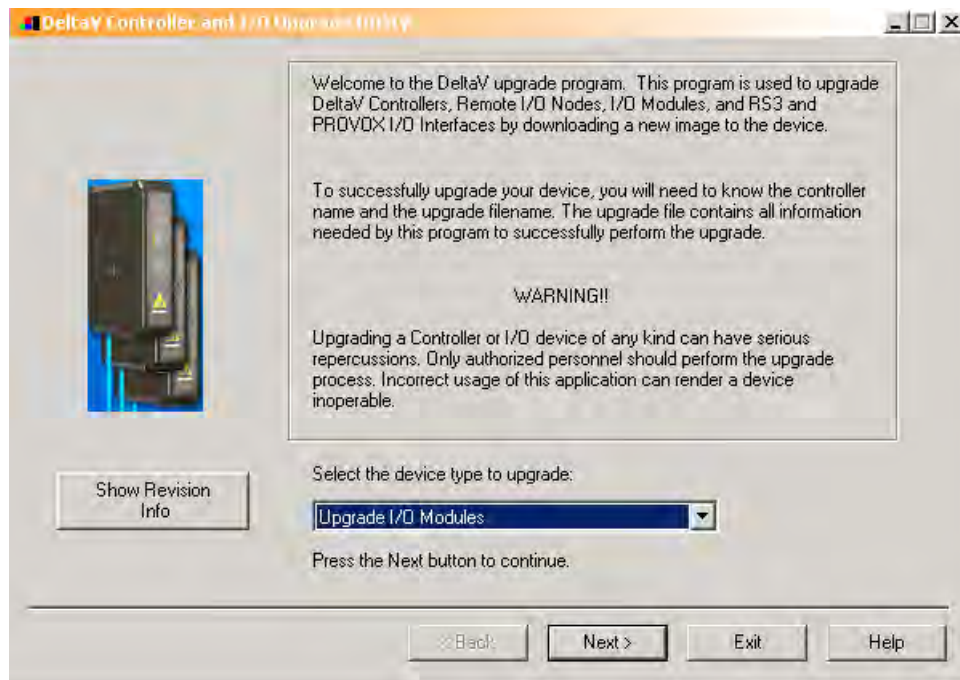 DeltaV Controller and I/O Upgrade Utility
Welcome to the DeltaV upgrade program. This program is used to upgrade
DeltaV Controllers, Remote I/O Nodes, I/O Modules, and RS3 and
PROVOX I/O Interfaces by downloading a new image to the device.
To successfully upgrade your device, you will need to know the controller
name and the upgrade filename. The upgrade file contains all information
needed by this program to successfully perform the upgrade.
WARNING!!
Upgrading a Controller or I/O device of any kind can have serious
repercussions. Only authorized personnel should perform the upgrade
process. Incorrect usage of this application can render a device
inoperable.
Select the device type to upgrade:
Show Revision
Info
Upgrade I/O Modules
Press the Next button to continue.
< Back
Next >
Exit
Help